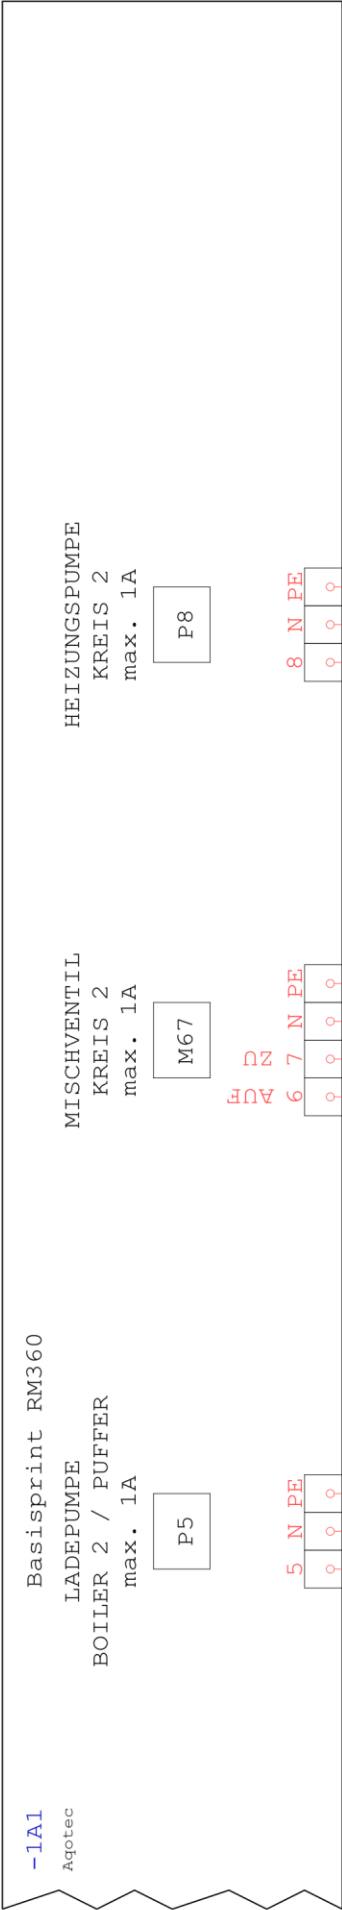 -1A1
Aqotec
Basisprint RM360
LADEPUMPE
BOILER 2 / PUFFER
max. 1A
P5
5 N PE
MISCHVENTIL
KREIS 2
max. 1A
M67
AUF ZU
6 7 N PE
HEIZUNGSPUMPE
KREIS 2
max. 1A
P8
8 N PE